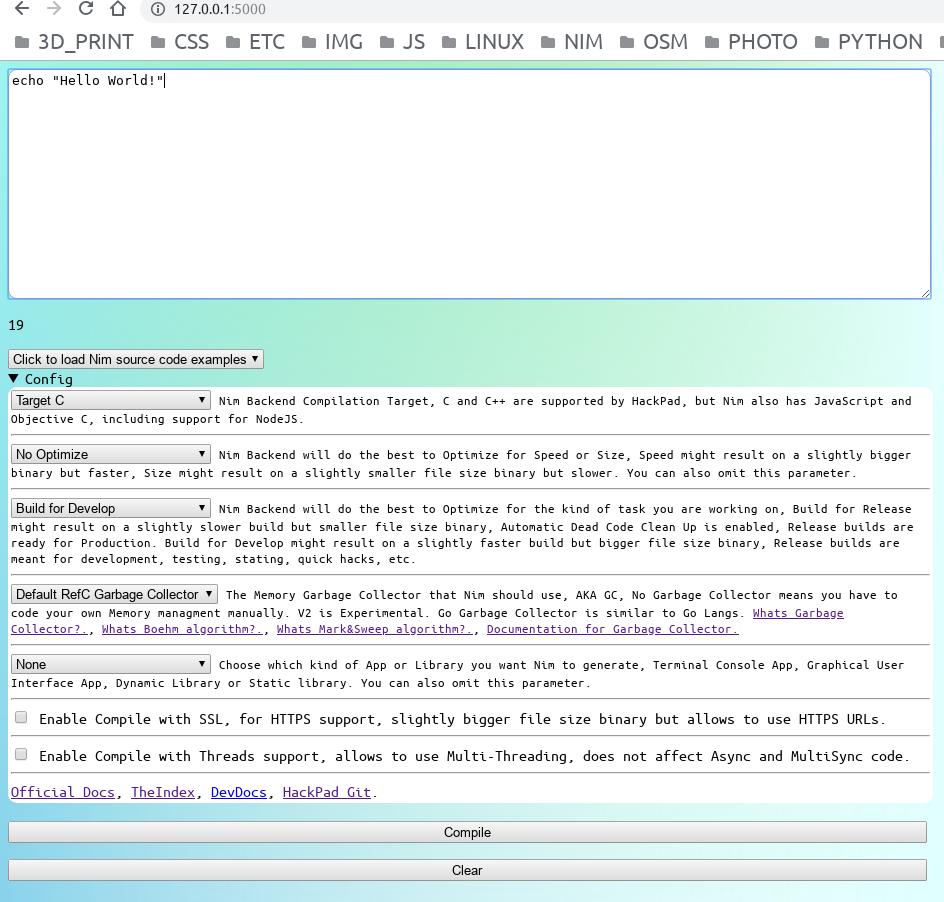 127.0.0.1:5000
3D_PRINT CSS ETC IMG JS LINUX NIM OSM PHOTO PYTHON
echo "Hello World!"
19
Click to load Nim source code examples
Config
Target C Nim Backend Compilation Target, C and C++ are supported by HackPad, but Nim also has JavaScript and
Objective C, including support for NodeJS.
No Optimize Nim Backend will do the best to Optimize for Speed or Size, Speed might result on a slightly bigger
binary but faster, Size might result on a slightly smaller file size binary but slower. You can also omit this parameter.
Build for Develop Nim Backend will do the best to Optimize for the kind of task you are working on, Build for Release
might result on a slightly slower build but smaller file size binary, Automatic Dead Code Clean Up is enabled, Release builds are
ready for Production. Build for Develop might result on a slightly faster build but bigger file size binary, Release builds are
meant for development, testing, stating, quick hacks, etc.
Default RefC Garbage Collector The Memory Garbage Collector that Nim should use, AKA GC, No Garbage Collector means you have to
code your own Memory managment manually. V2 is Experimental. Go Garbage Collector is similar to Go Langs. Whats Garbage
Collector?., Whats Boehm algorithm?., Whats Mark&Sweep algorithm?., Documentation for Garbage Collector.
None Choose which kind of App or Library you want Nim to generate, Terminal Console App, Graphical User
Interface App, Dynamic Library or Static library. You can also omit this parameter.
Enable Compile with SSL, for HTTPS support, slightly bigger file size binary but allows to use HTTPS URLs.
Enable Compile with Threads support, allows to use Multi-Threading, does not affect Async and MultiSync code.
Official Docs, TheIndex, DevDocs, HackPad Git.
Compile
Clear